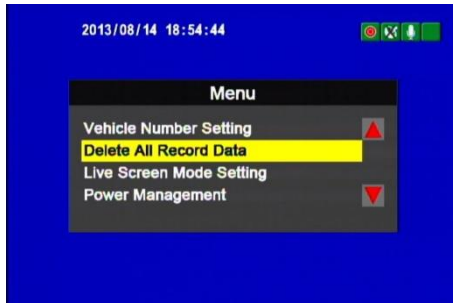 2013/08/14 18:54:44
Menu
Vehicle Number Setting
Delete All Record Data
Live Screen Mode Setting
Power Management